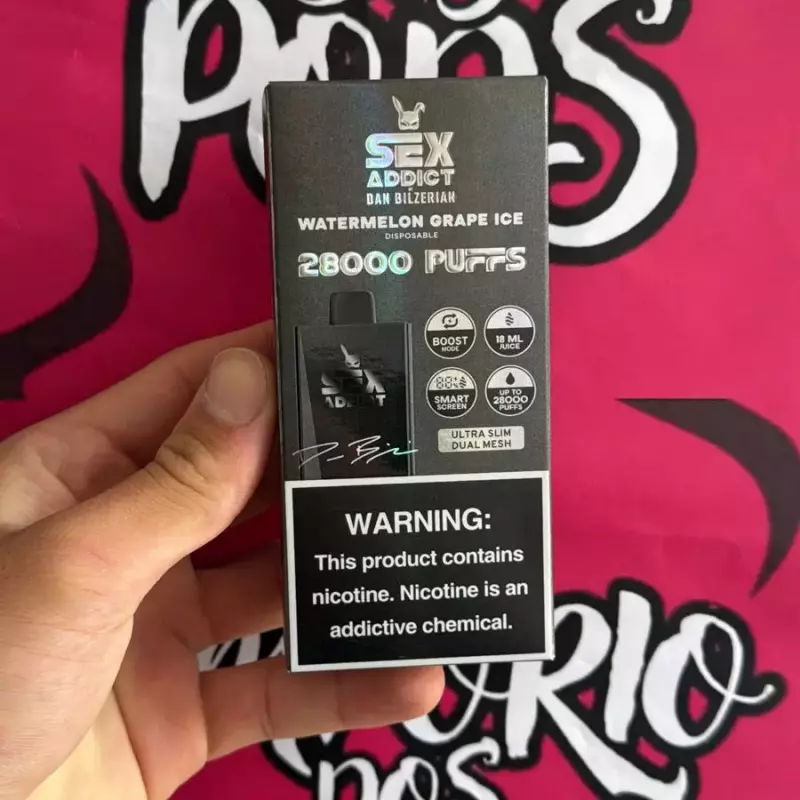 PODS
SEX
ADDICT
DAN BILZERIAN
WATERMELON GRAPE ICE
DISPOSABLE
28000 PUFFS
BOOST
MODE
18 ML
JUICE
SMART
SCREEN
UP TO
28000
PUFFS
ULTRA SLIM
DUAL MESH
SEX
ADDICT
WARNING:
This product contains
nicotine. Nicotine is an
addictive chemical.